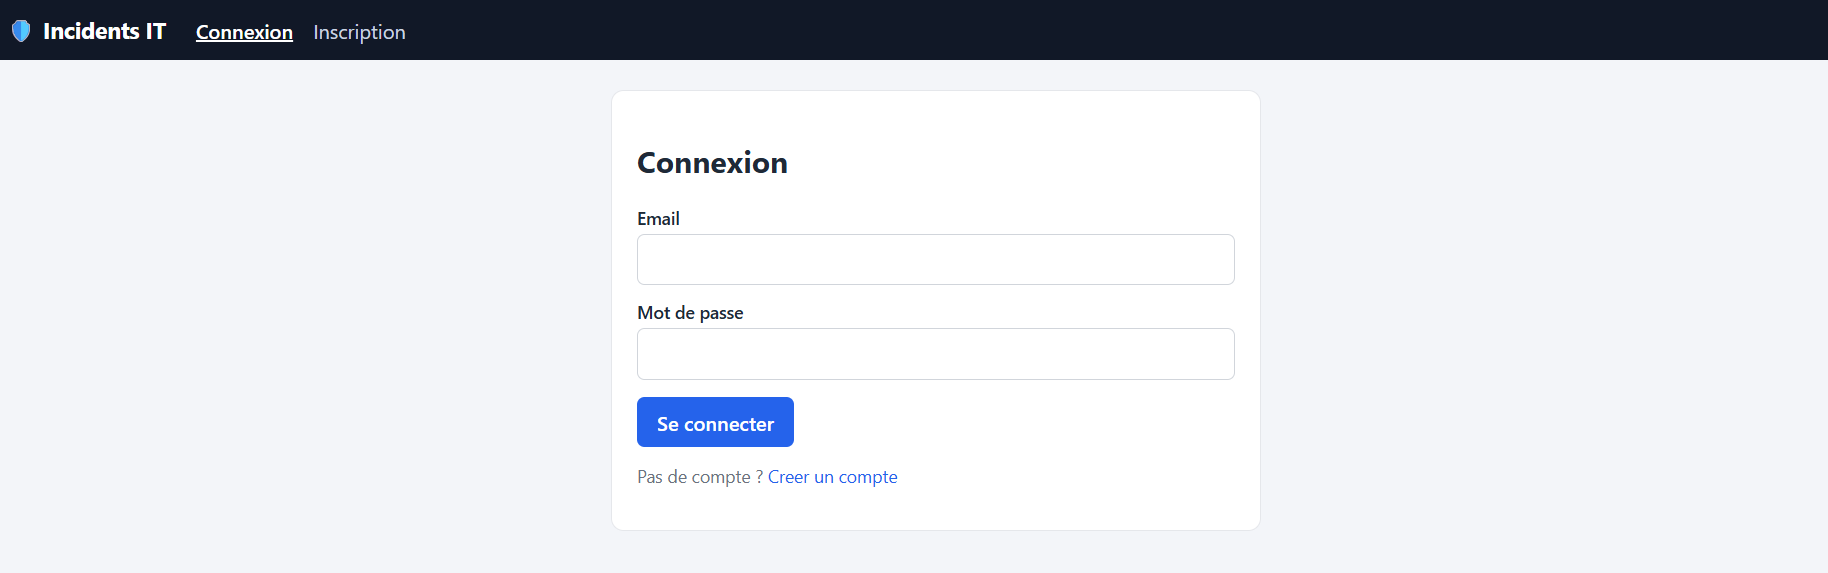 Incidents IT Connexion Inscription
Connexion
Email
Mot de passe
Se connecter
Pas de compte ? Creer un compte